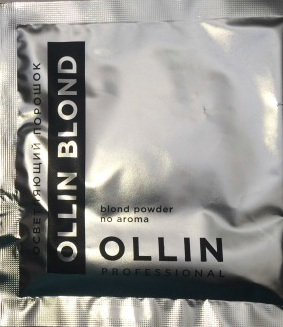 ОСВЕТЛЯЮЩИЙ ПОРОШОК
OLLIN BLOND
blond powder
no aroma
OLLIN
PROFESSIONAL